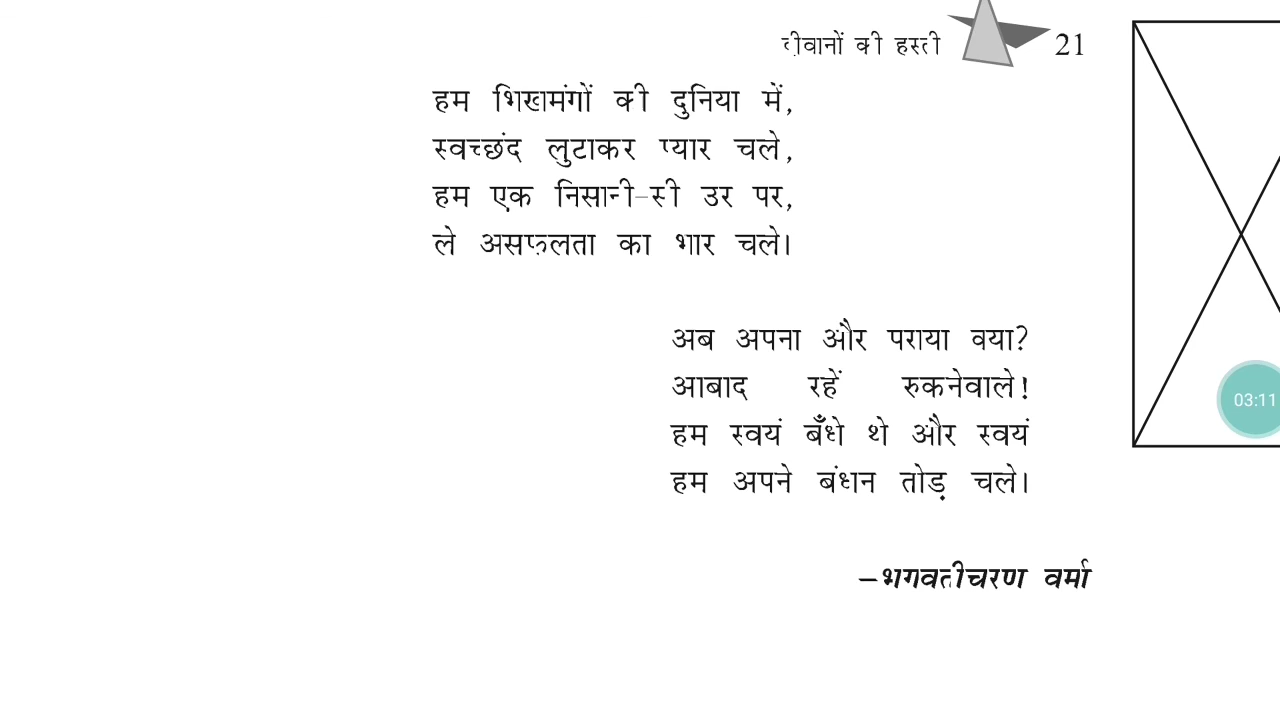 दीवानों की हस्ती 21
हम भिखमंगों की दुनिया में,
स्वच्छंद लुटाकर प्यार चले,
हम एक निसानी-सी उर पर,
ले असफलता का भार चले।
अब अपना और पराया क्या?
आबाद रहें रुकनेवाले!
हम स्वयं बँधे थे और स्वयं
हम अपने बंधन तोड़ चले।
–भगवतीचरण वर्मा
03:11